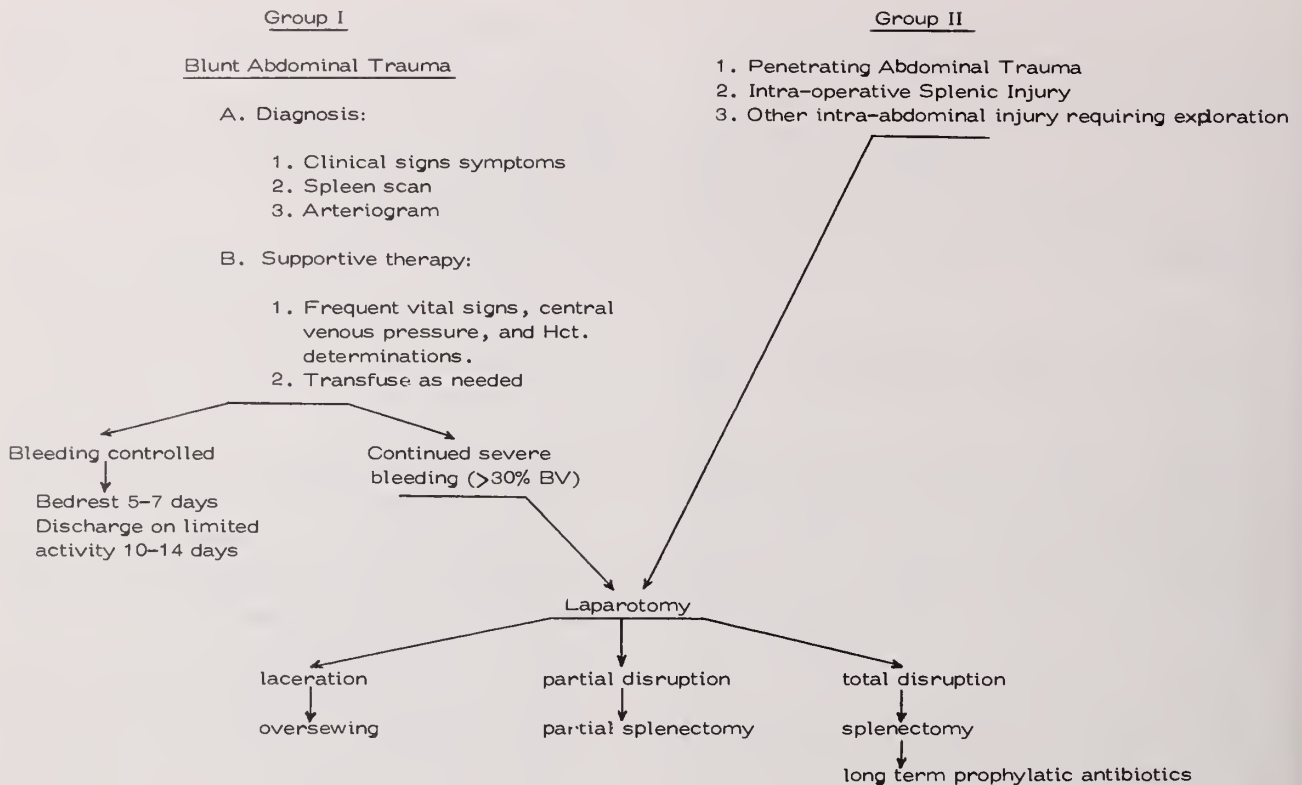 Group I
Blunt Abdominal Trauma
A. Diagnosis:
1. Clinical signs symptoms
2. Spleen scan
3. Arteriogram
B. Supportive therapy:
1. Frequent vital signs, central
venous pressure, and Hct.
determinations.
2. Transfuse as needed
Group II
1. Penetrating Abdominal Trauma
2. Intra-operative Splenic Injury
3. Other intra-abdominal injury requiring exploration
Bleeding controlled
Bedrest 5-7 days
Discharge on limited
activity 10-14 days
Continued severe
bleeding (>30% BV)
Laparotomy
laceration
oversewing
partial disruption
partial splenectomy
total disruption
splenectomy
long term prophylatic antibiotics